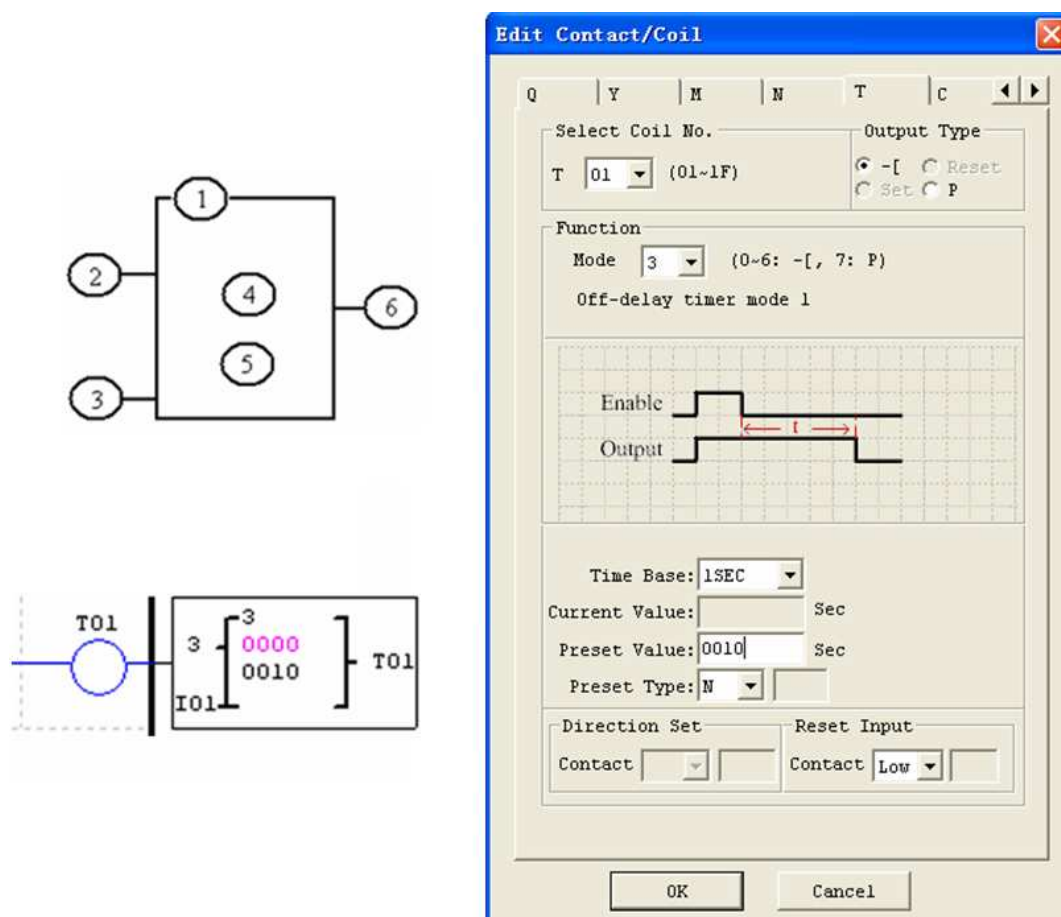 1
2
3
4
5
6
T01
3
3
0000
0010
I01
T01
Edit Contact/Coil
Q Y M N T C
Select Coil No.
T 01 (01~1F)
Output Type
-[ Reset
Set P
Function
Mode 3 (0~6: -[, 7: P)
Off-delay timer mode 1
Enable
t
Output
Time Base: 1SEC
Current Value: Sec
Preset Value: 0010 Sec
Preset Type: N
Direction Set
Contact
Reset Input
Contact Low
OK Cancel